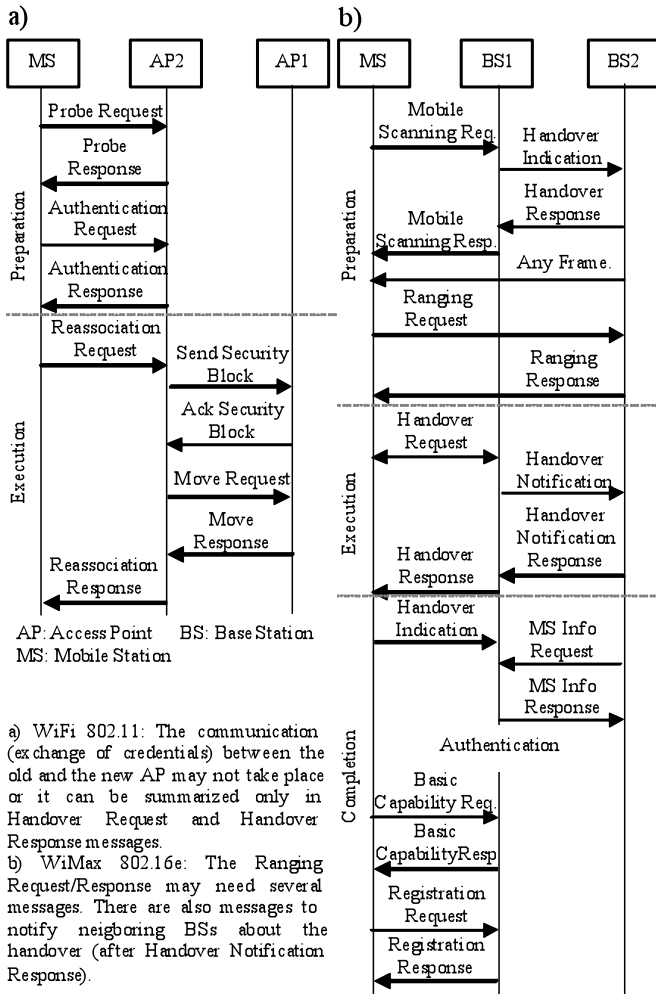 a)
MS
AP2
AP1
Probe Request
Probe
Response
Authentication
Request
Authentication
Response
Preparation
Reassociation
Request
Send Security
Block
Ack Security
Block
Move Request
Move
Response
Reassociation
Response
Execution
AP: Access Point BS: Base Station
MS: Mobile Station
a) WiFi 802.11: The communication
(exchange of credentials) between the
old and the new AP may not take place
or it can be summarized only in
Handover Request and Handover
Response messages.
b) WiMax 802.16e: The Ranging
Request/Response may need several
messages. There are also messages to
notify neigboring BSs about the
handover (after Handover Notification
Response).
b)
MS
BS1
BS2
Mobile
Scanning Req.
Handover
Indication
Handover
Response
Mobile
Scanning Resp.
Any Frame.
Ranging
Request
Ranging
Response
Preparation
Handover
Request
Handover
Notification
Handover
Notification
Response
Handover
Response
Execution
Handover
Indication
MS Info
Request
MS Info
Response
Authentication
Basic
Capability Req.
Basic
CapabilityResp
Registration
Request
Registration
Response
Completion